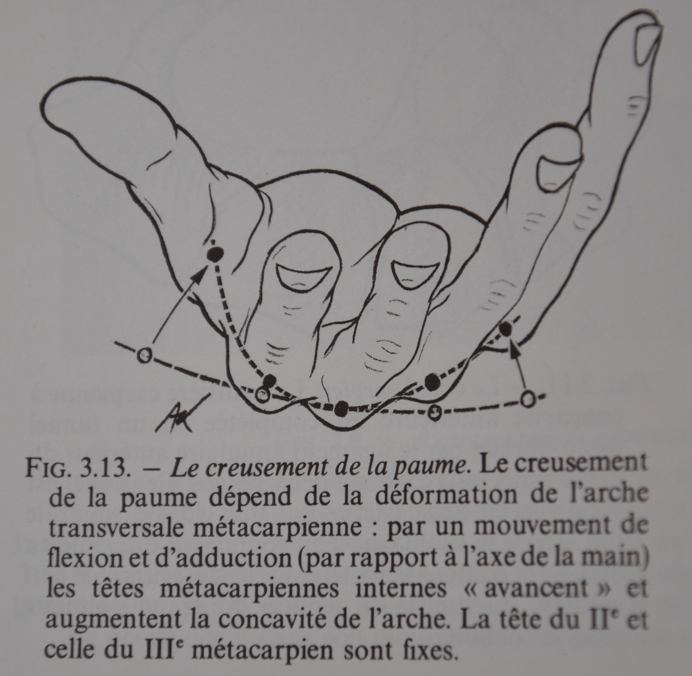 AK
FIG. 3.13. – Le creusement de la paume. Le creusement
de la paume dépend de la déformation de l'arche
transversale métacarpienne : par un mouvement de
flexion et d'adduction (par rapport à l'axe de la main)
les têtes métacarpiennes internes « avancent » et
augmentent la concavité de l'arche. La tête du IIe et
celle du IIIe métacarpien sont fixes.